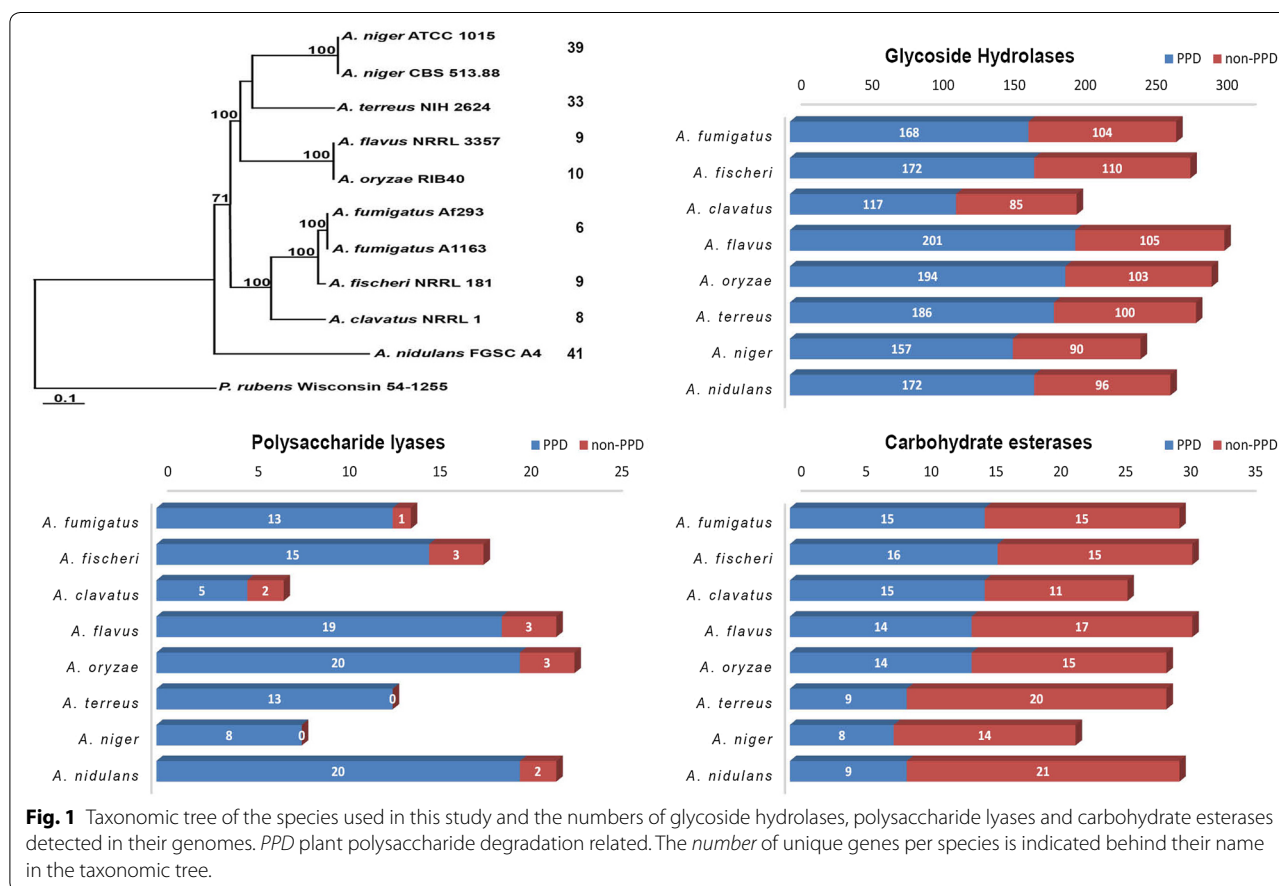 A. niger ATCC 1015
39
A. niger CBS 513.88
A. terreus NIH 2624 33
A. flavus NRRL 3357 9
A. oryzae RIB40 10
A. fumigatus Af293
6
A. fumigatus A1163
A. fischeri NRRL 181 9
A. clavatus NRRL 1 8
A. nidulans FGSC A4 41
P. rubens Wisconsin 54-1255
100
100
100
71
100
100
100
0.1
Glycoside Hydrolases
PPD non-PPD
0 50 100 150 200 250 300
A. fumigatus 168 104
A. fischeri 172 110
A. clavatus 117 85
A. flavus 201 105
A. oryzae 194 103
A. terreus 186 100
A. niger 157 90
A. nidulans 172 96
Polysaccharide lyases
PPD non-PPD
0 5 10 15 20 25
A. fumigatus 13 1
A. fischeri 15 3
A. clavatus 5 2
A. flavus 19 3
A. oryzae 20 3
A. terreus 13 0
A. niger 8 0
A. nidulans 20 2
Carbohydrate esterases
PPD non-PPD
0 5 10 15 20 25 30 35
A. fumigatus 15 15
A. fischeri 16 15
A. clavatus 15 11
A. flavus 14 17
A. oryzae 14 15
A. terreus 9 20
A. niger 8 14
A. nidulans 9 21
Fig. 1 Taxonomic tree of the species used in this study and the numbers of glycoside hydrolases, polysaccharide lyases and carbohydrate esterases
detected in their genomes. PPD plant polysaccharide degradation related. The number of unique genes per species is indicated behind their name
in the taxonomic tree.